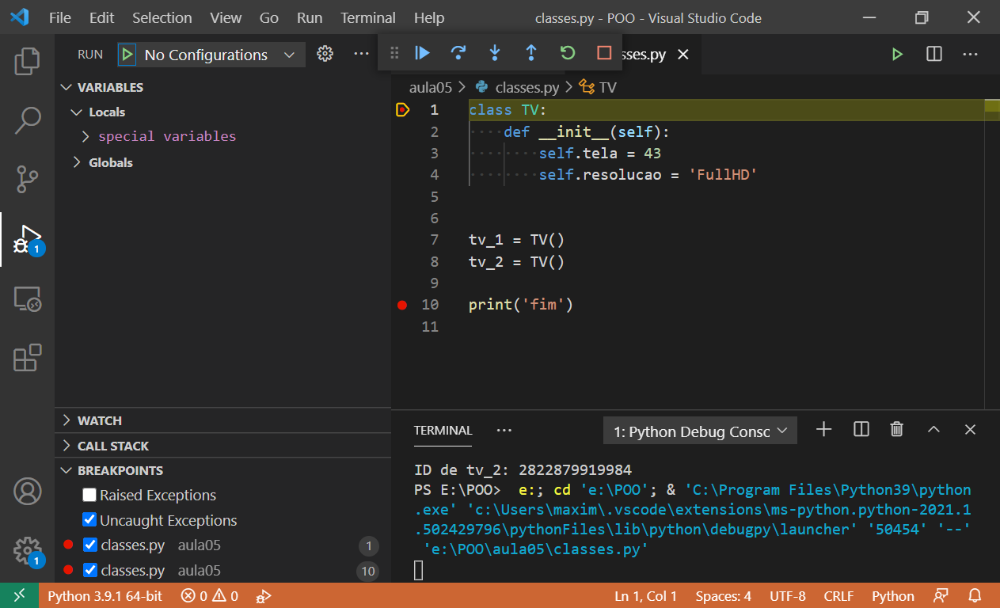 File Edit Selection View Go Run Terminal Help classes.py - POO - Visual Studio Code
RUN No Configurations ··· sses.py ···
VARIABLES
Locals
special variables
Globals
1
WATCH
CALL STACK
BREAKPOINTS
Raised Exceptions
Uncaught Exceptions
classes.py aula05 1
classes.py aula05 10
1
aula05 > classes.py > TV
1 class TV:
2 def __init__(self):
3 self.tela = 43
4 self.resolucao = 'FullHD'
5
6
7 tv_1 = TV()
8 tv_2 = TV()
9
10 print('fim')
11
TERMINAL ··· 1: Python Debug Consc
ID de tv_2: 2822879919984
PS E:\POO> e:; cd 'e:\POO'; & 'C:\Program Files\Python39\python
.exe' 'c:\Users\maxim\.vscode\extensions\ms-python.python-2021.1
.502429796\pythonFiles\lib\python\debugpy\launcher' '50454' '--'
'e:\POO\aula05\classes.py'
Python 3.9.1 64-bit 0 0 Ln 1, Col 1 Spaces: 4 UTF-8 CRLF Python